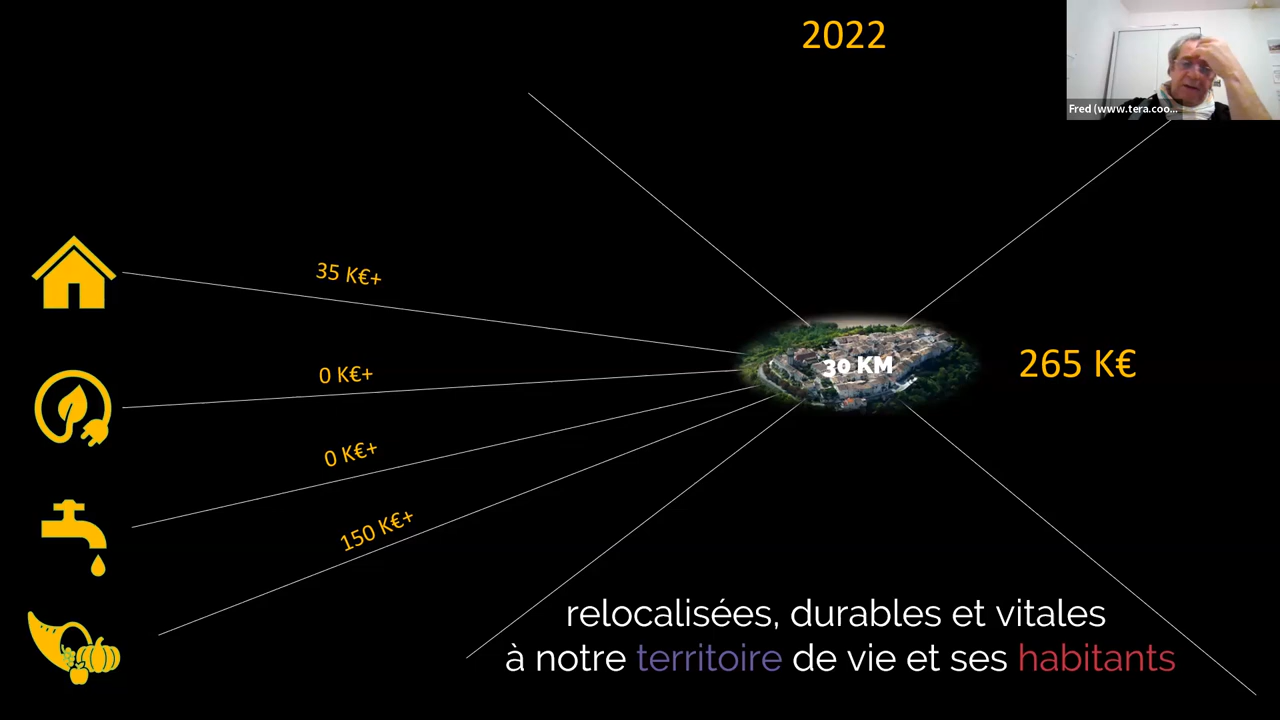 2022
Fred (www.tera.coo...
35 K€+
0 K€+
30 KM
265 K€
0 K€+
150 K€+
relocalisées, durables et vitales
à notre territoire de vie et ses habitants